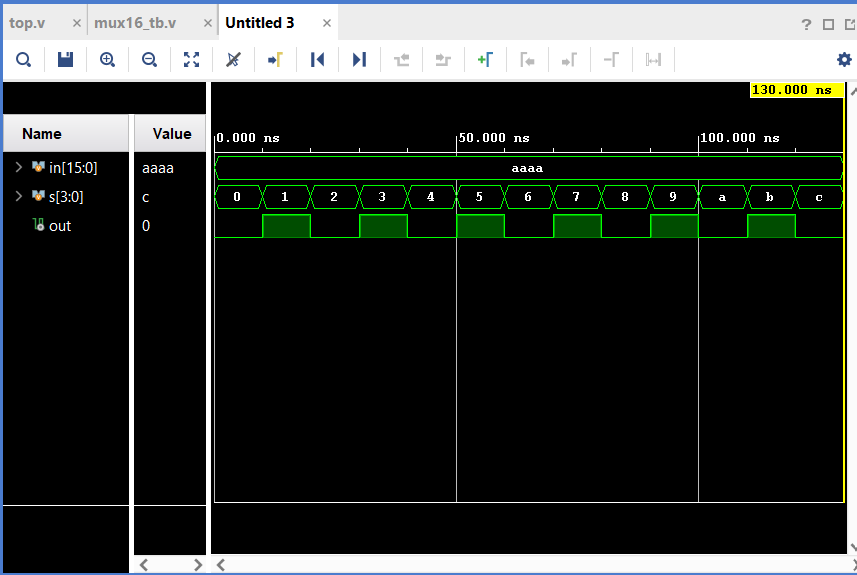 top.v × mux16_tb.v × Untitled 3 × ?
130.000 ns
Name Value 0.000 ns 50.000 ns 100.000 ns
in[15:0] aaaa aaaa
s[3:0] c 0 1 2 3 4 5 6 7 8 9 a b c
out 0